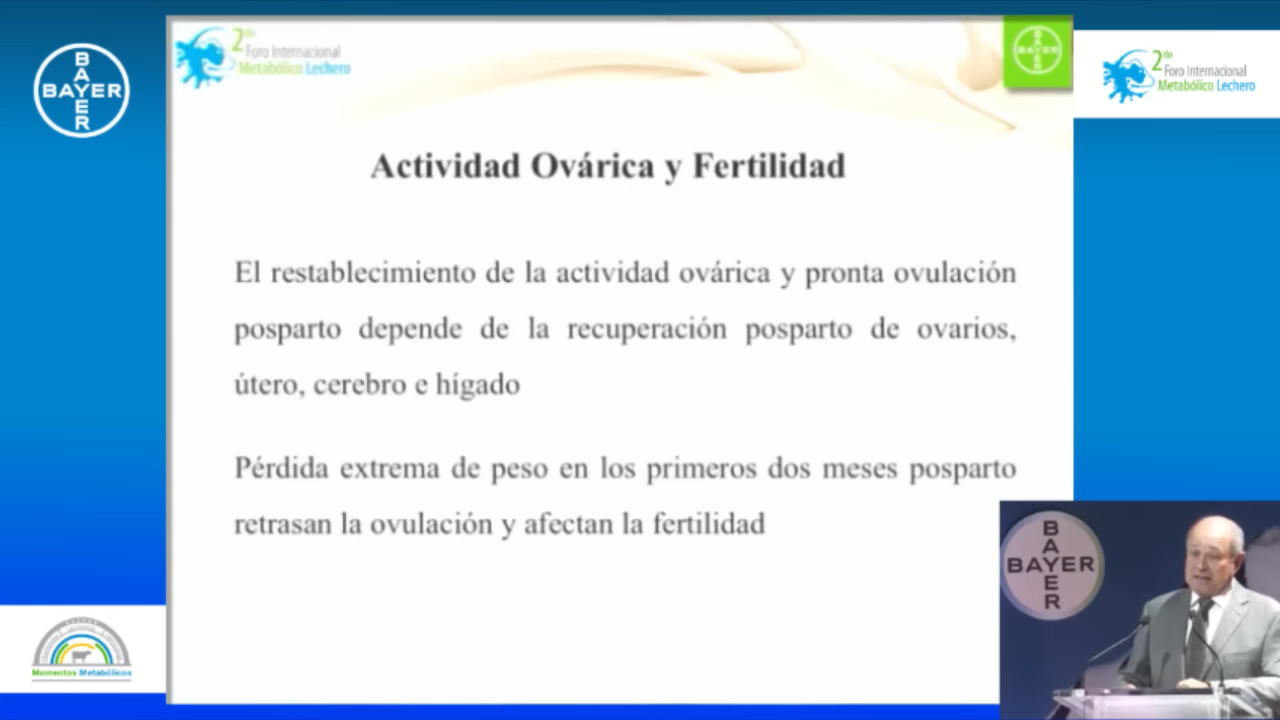 BAYER
BAYER
2do
Foro Internacional
Metabólico Lechero
BAYER
BAYER
2do
Foro Internacional
Metabólico Lechero
Actividad Ovárica y Fertilidad
El restablecimiento de la actividad ovárica y pronta ovulación
posparto depende de la recuperación posparto de ovarios,
útero, cerebro e hígado
Pérdida extrema de peso en los primeros dos meses posparto
retrasan la ovulación y afectan la fertilidad
BAYER
BAYER
Momentos Metabólicos